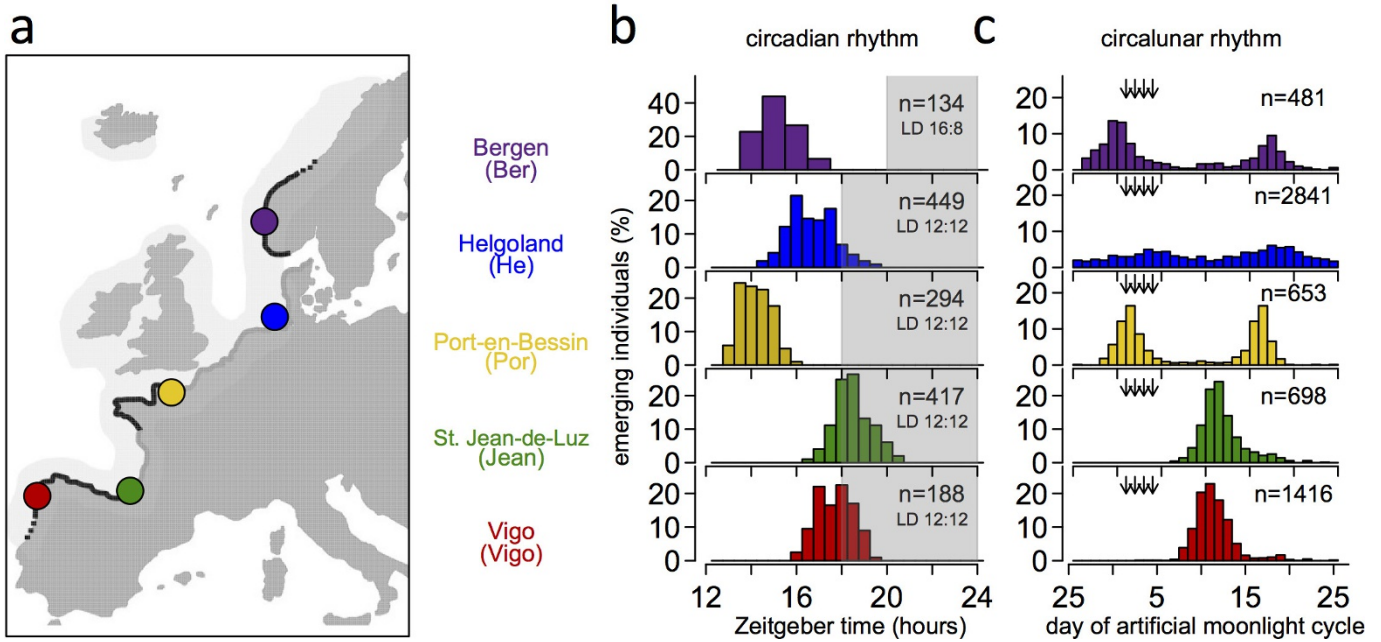 a
b
circadian rhythm
c
circalunar rhythm
Bergen
(Ber)
Helgoland
(He)
Port-en-Bessin
(Por)
St. Jean-de-Luz
(Jean)
Vigo
(Vigo)
emerging individuals (%)
40
20
0
n=134
LD 16:8
20
10
0
n=449
LD 12:12
20
10
0
n=294
LD 12:12
20
10
0
n=417
LD 12:12
20
10
0
n=188
LD 12:12
12 16 20 24
Zeitgeber time (hours)
20
10
0
n=481
20
10
0
n=2841
20
10
0
n=653
20
10
0
n=698
20
10
0
n=1416
25 5 15 25
day of artificial moonlight cycle